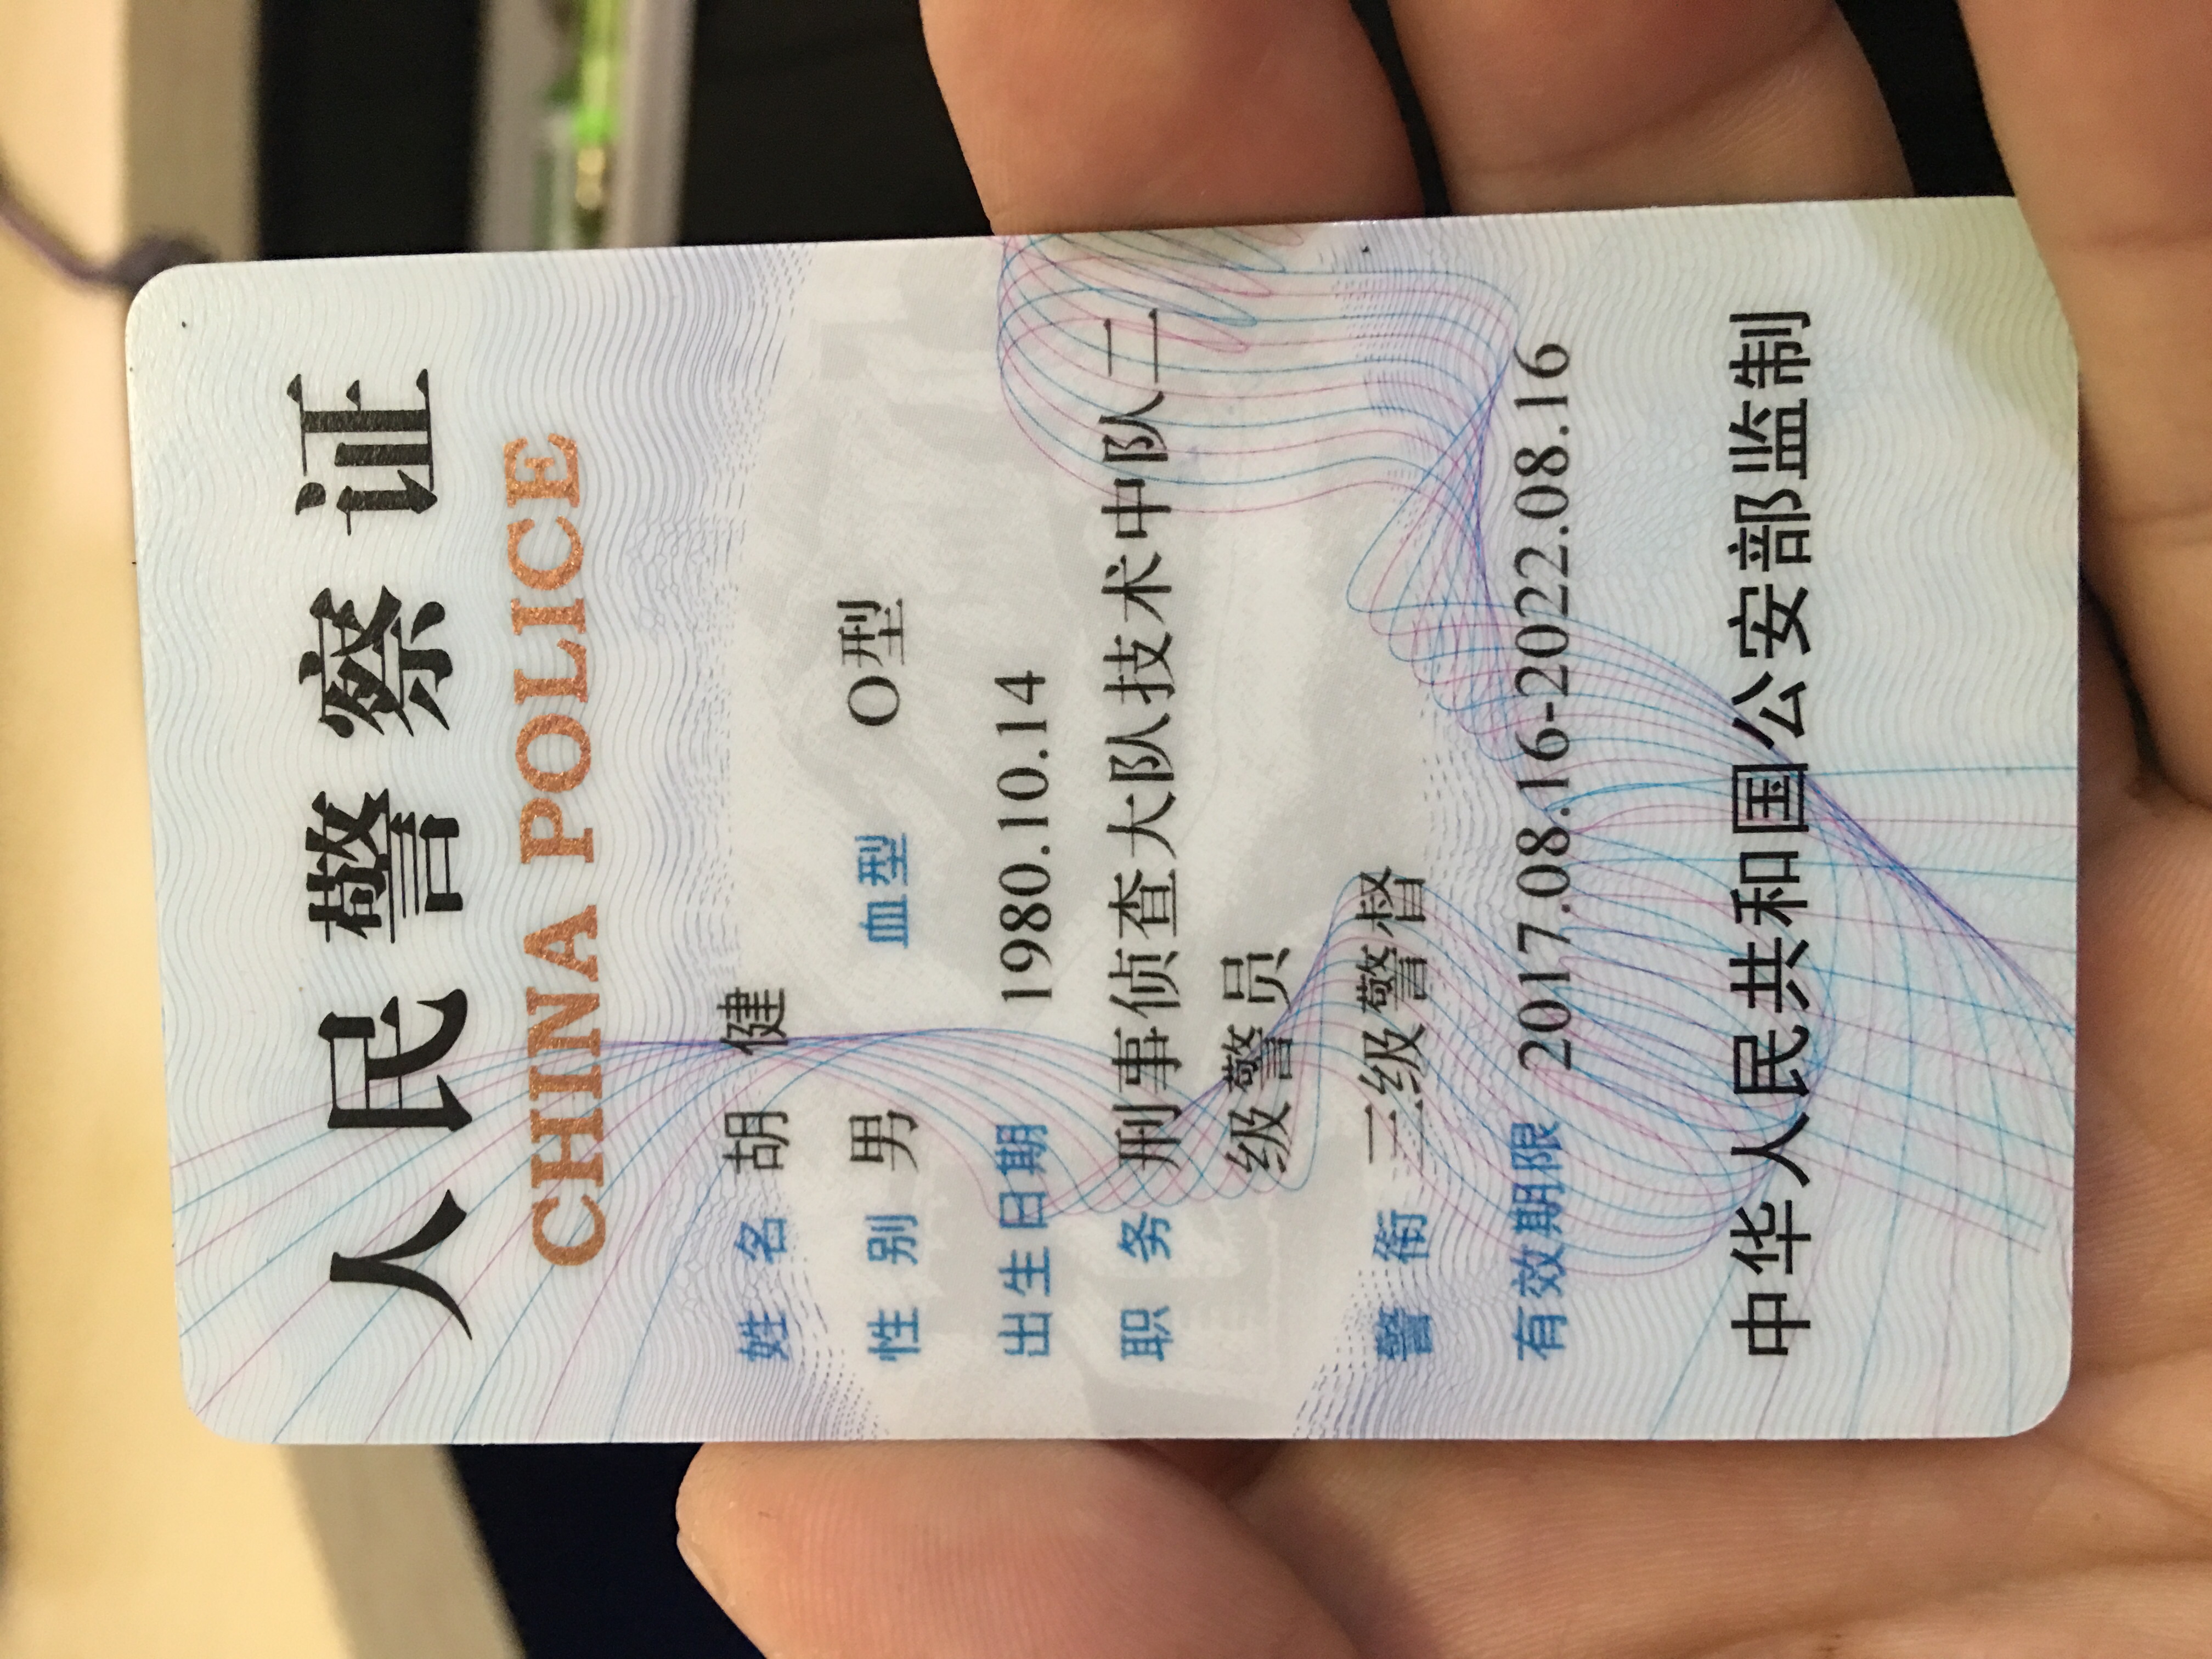 人民警察证
CHINA POLICE
姓 名 胡 健
性 别 男 血型 O型
出生日期 1980.10.14
职 务 刑事侦查大队技术中队二
级警员
警 衔 三级警督
有效期限 2017.08.16-2022.08.16
中华人民共和国公安部监制